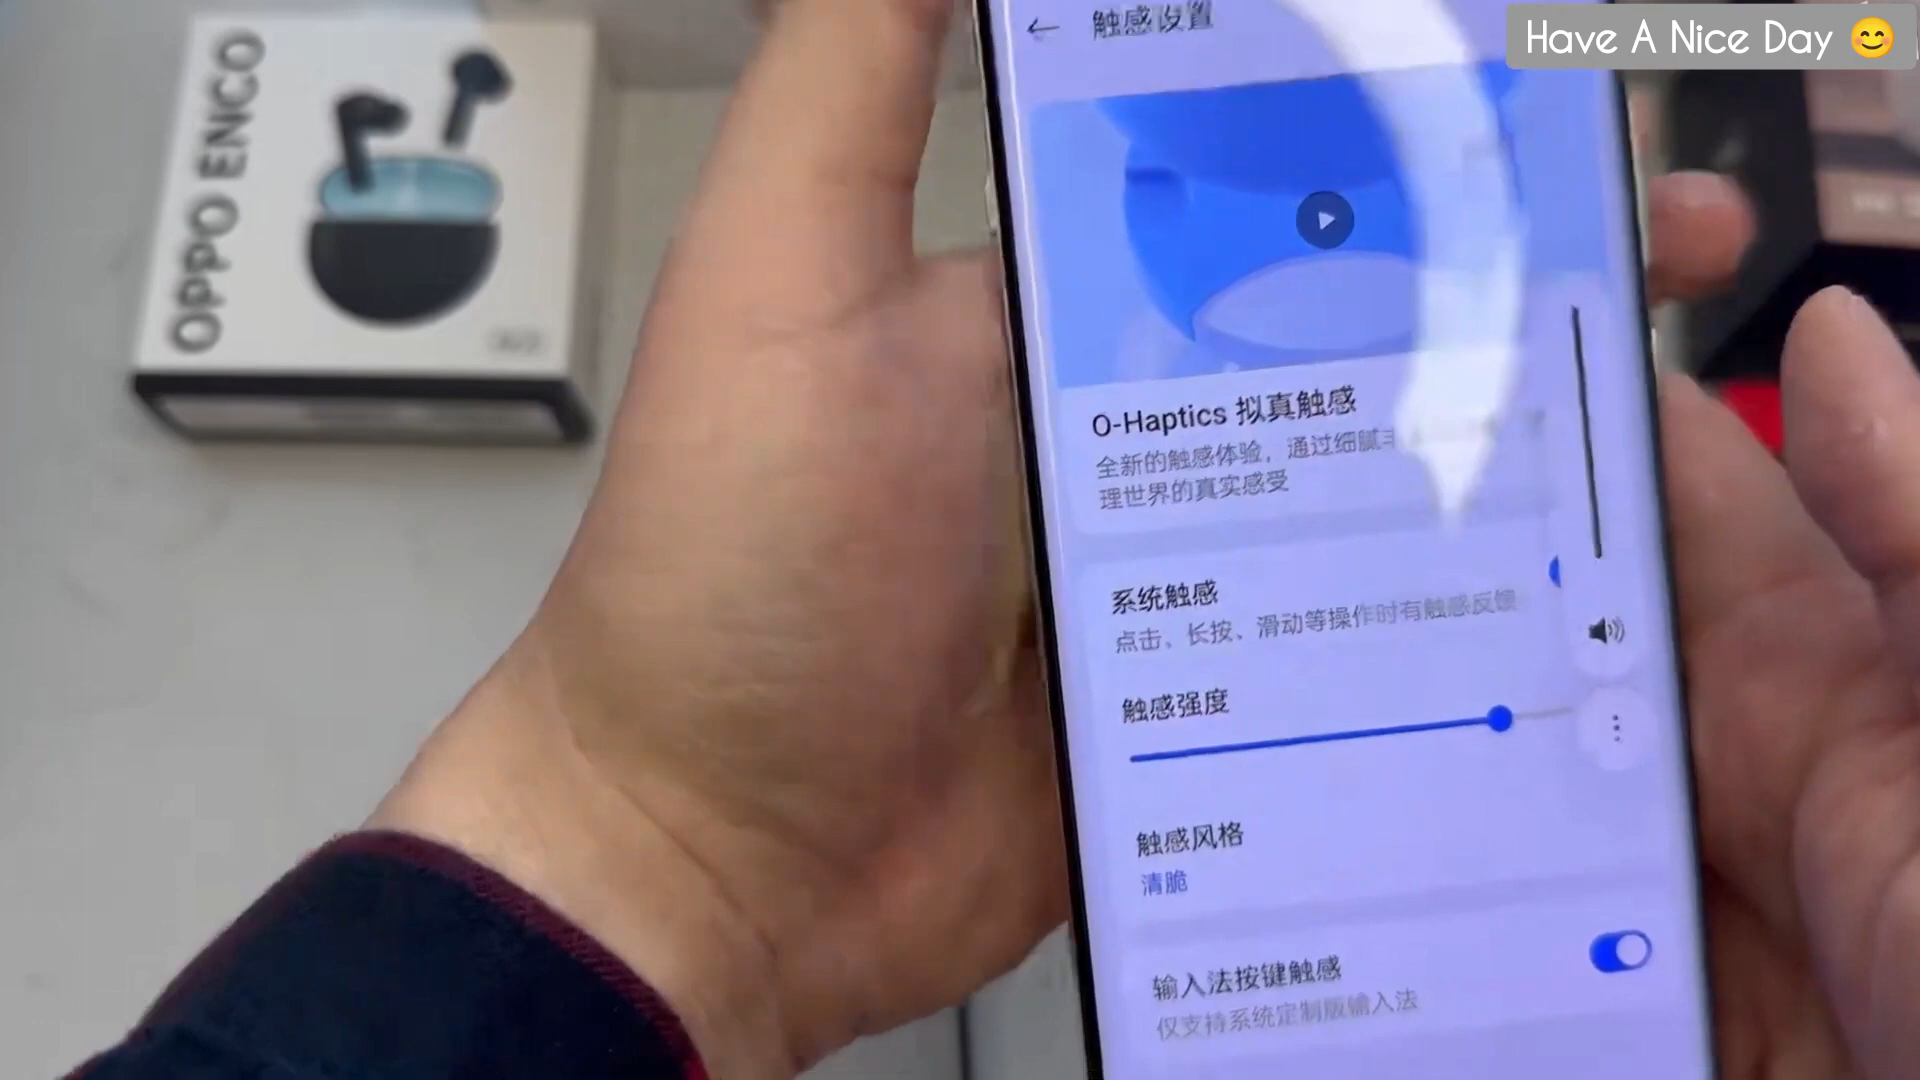 Have A Nice Day 😊
OPPO ENCO
触感设置
O-Haptics 拟真触感
全新的触感体验，通过细腻
理世界的真实感受
系统触感
点击、长按、滑动等操作时有触感反馈
触感强度
触感风格
清脆
输入法按键触感
仅支持系统定制版输入法